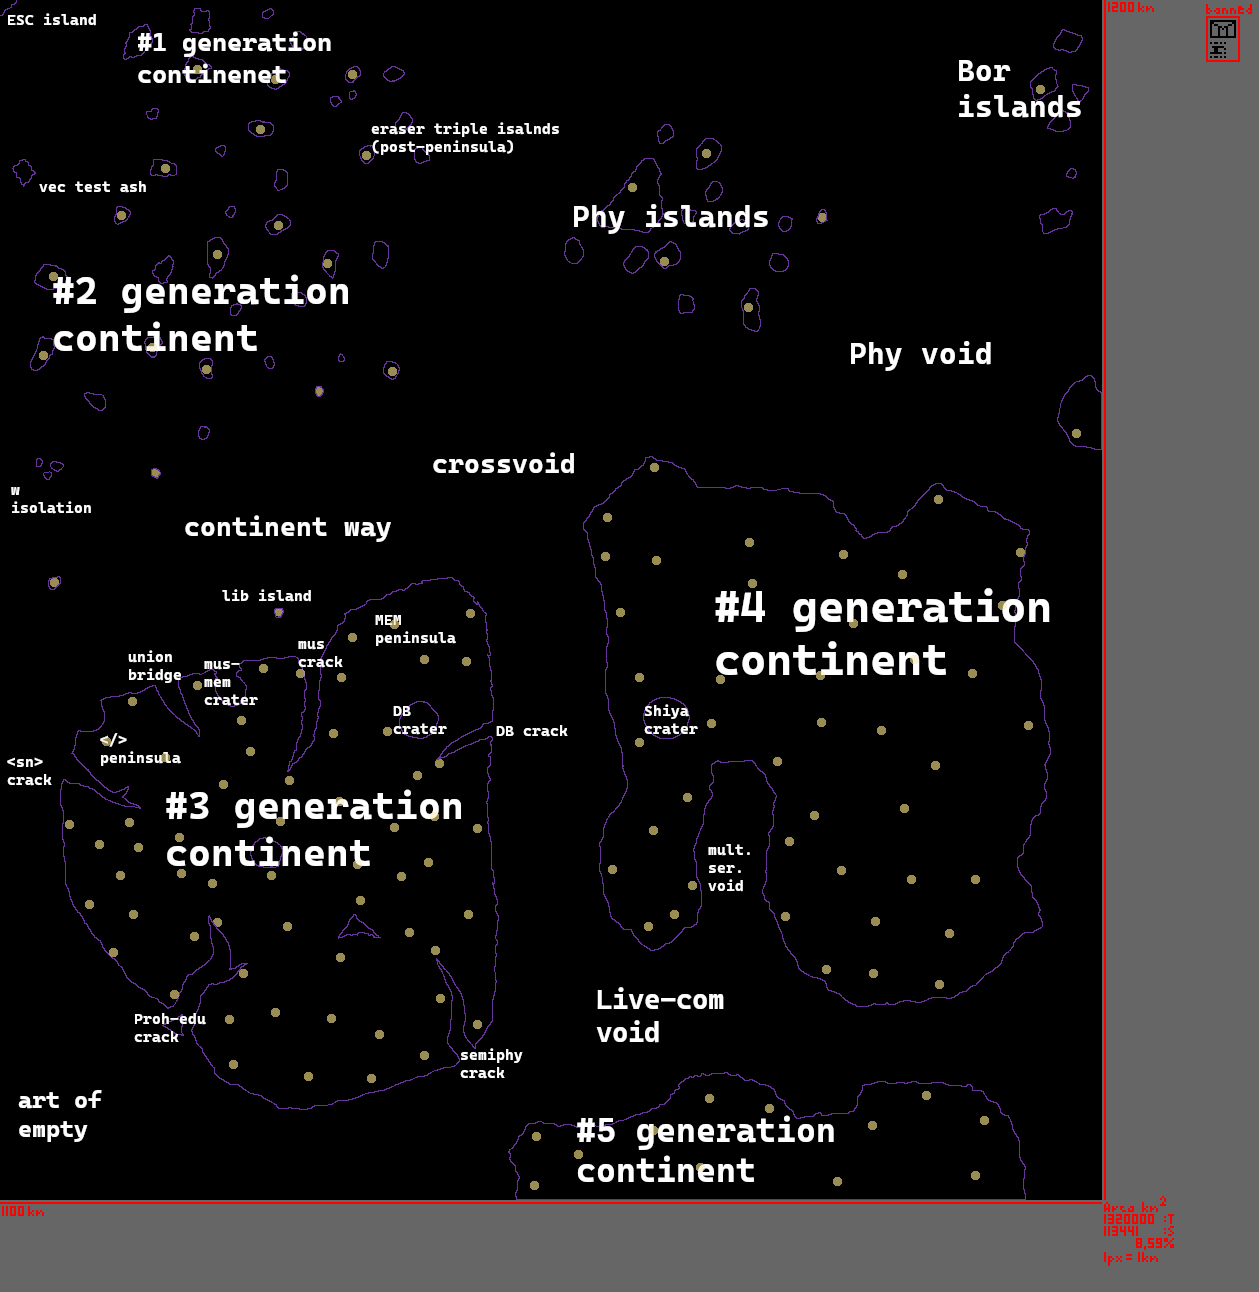 ESC island
#1 generation
continenet
1200 km
banned
Bor
islands
eraser triple isalnds
(post-peninsula)
vec test ash
Phy islands
#2 generation
continent
Phy void
crossvoid
w
isolation
continent way
lib island
#4 generation
continent
MEM
peninsula
mus
crack
union
bridge
mus-
mem
crater
DB
crater
Shiya
crater
DB crack
</>
peninsula
<sn>
crack
#3 generation
continent
mult.
ser.
void
Live-com
void
Proh-edu
crack
semiphy
crack
art of
empty
#5 generation
continent
1100 km
Area km²
1320000 :T
113441 :S
8,59%
1px = 1km